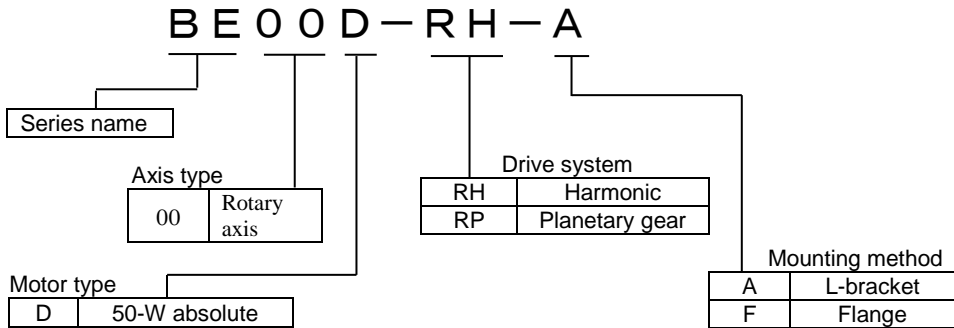 BE00D－RH－A
Series name
Axis type
00 Rotary axis
Drive system
RH Harmonic
RP Planetary gear
Motor type
D 50-W absolute
Mounting method
A L-bracket
F Flange